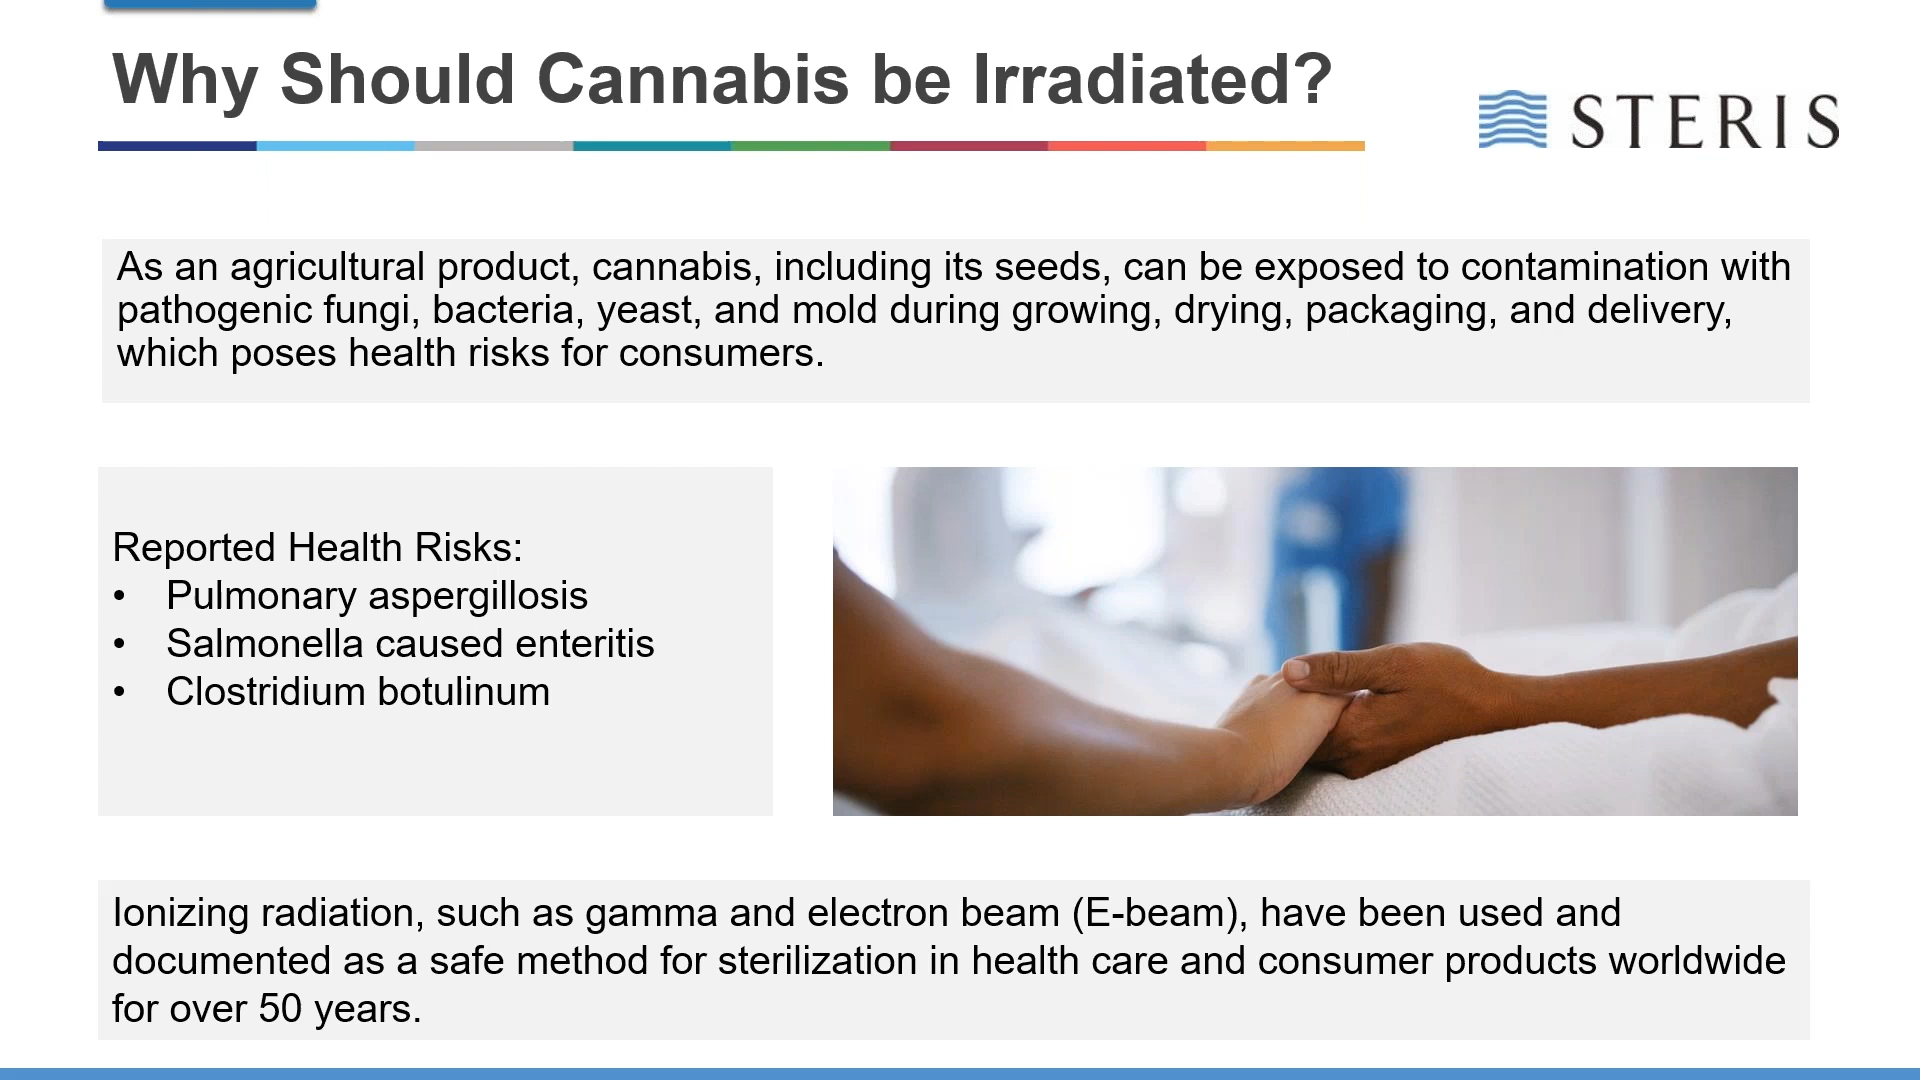 Why Should Cannabis be Irradiated?
STERIS
As an agricultural product, cannabis, including its seeds, can be exposed to contamination with
pathogenic fungi, bacteria, yeast, and mold during growing, drying, packaging, and delivery,
which poses health risks for consumers.
Reported Health Risks:
• Pulmonary aspergillosis
• Salmonella caused enteritis
• Clostridium botulinum
Ionizing radiation, such as gamma and electron beam (E-beam), have been used and
documented as a safe method for sterilization in health care and consumer products worldwide
for over 50 years.